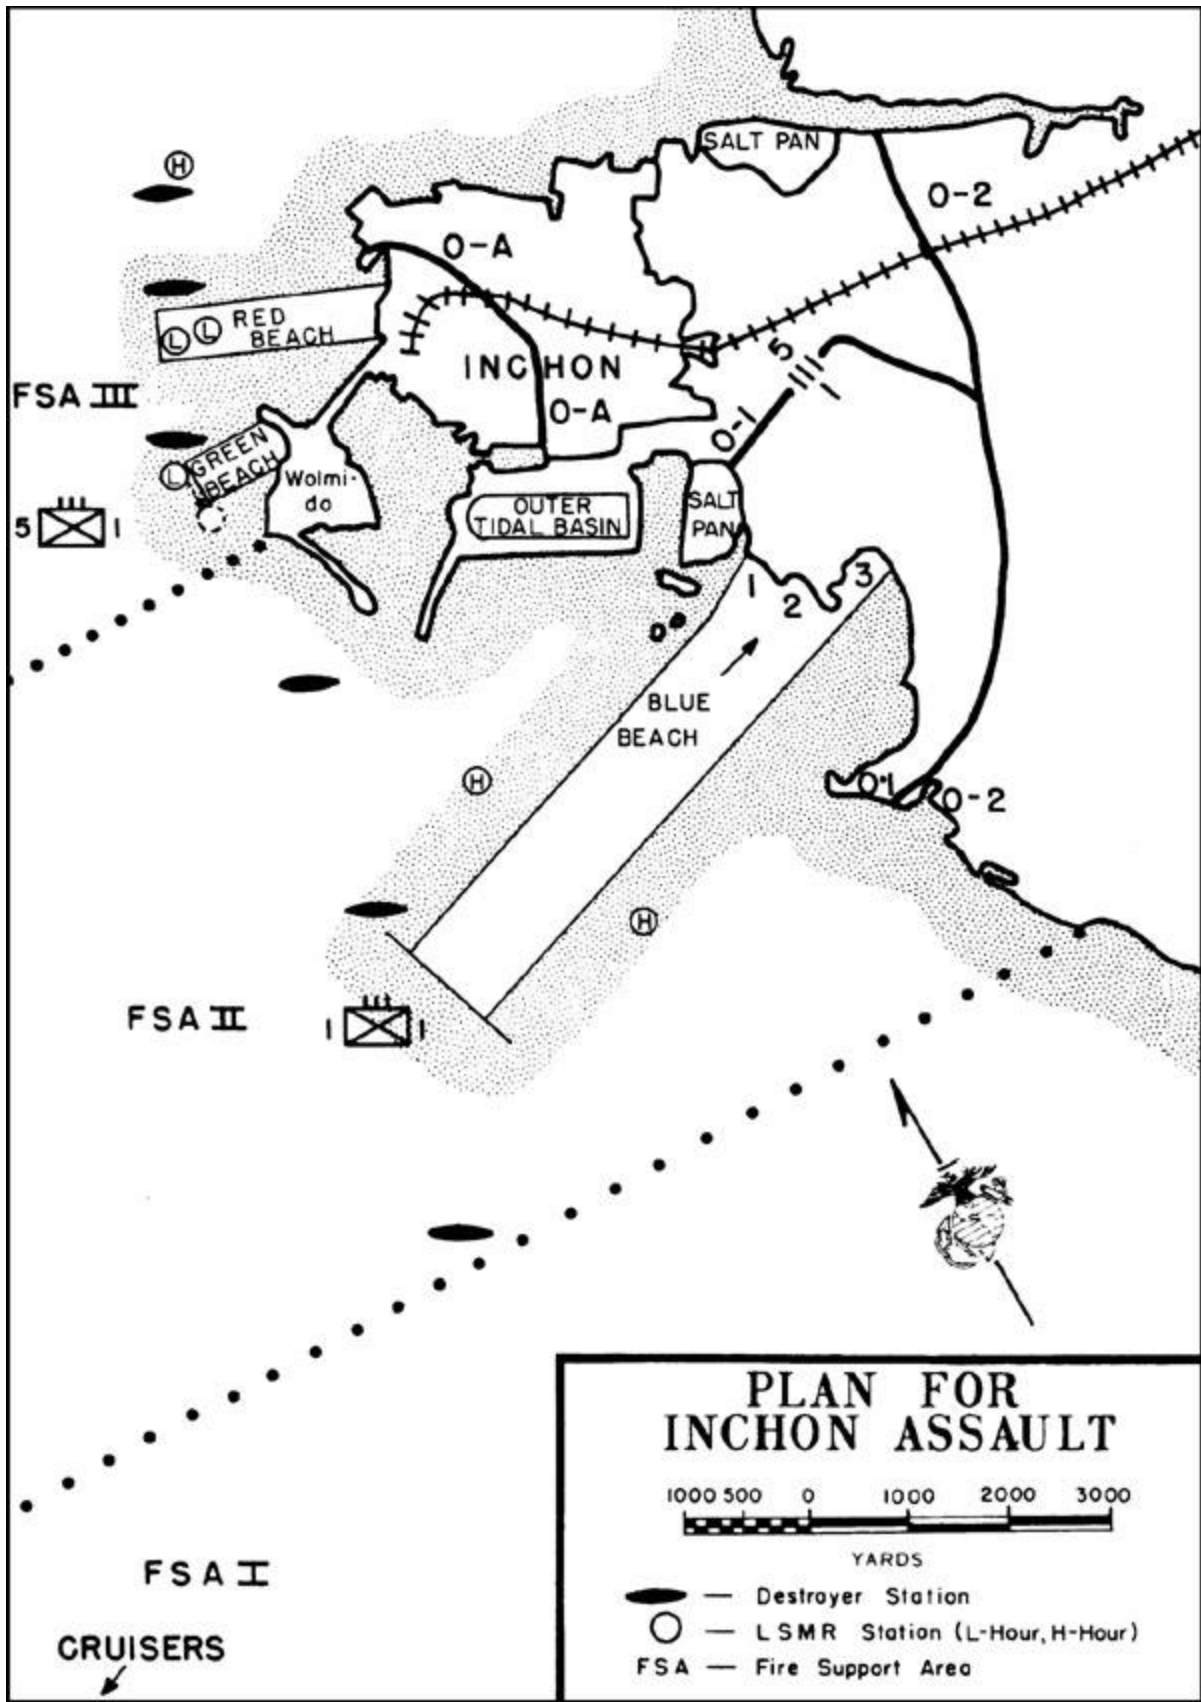 SALT PAN
H
O-2
O-A
RED
BEACH
L L
INCHON
5
1
FSA III
O-A
O-1
GREEN
BEACH
L
Wolmi-
do
OUTER
TIDAL BASIN
SALT
PAN
5 1
1
2
3
BLUE
BEACH
H
O-1
O-2
H
FSA II
1 1
PLAN FOR
INCHON ASSAULT
1000 500 0 1000 2000 3000
YARDS
— Destroyer Station
— LSMR Station (L-Hour, H-Hour)
FSA — Fire Support Area
FSA I
CRUISERS